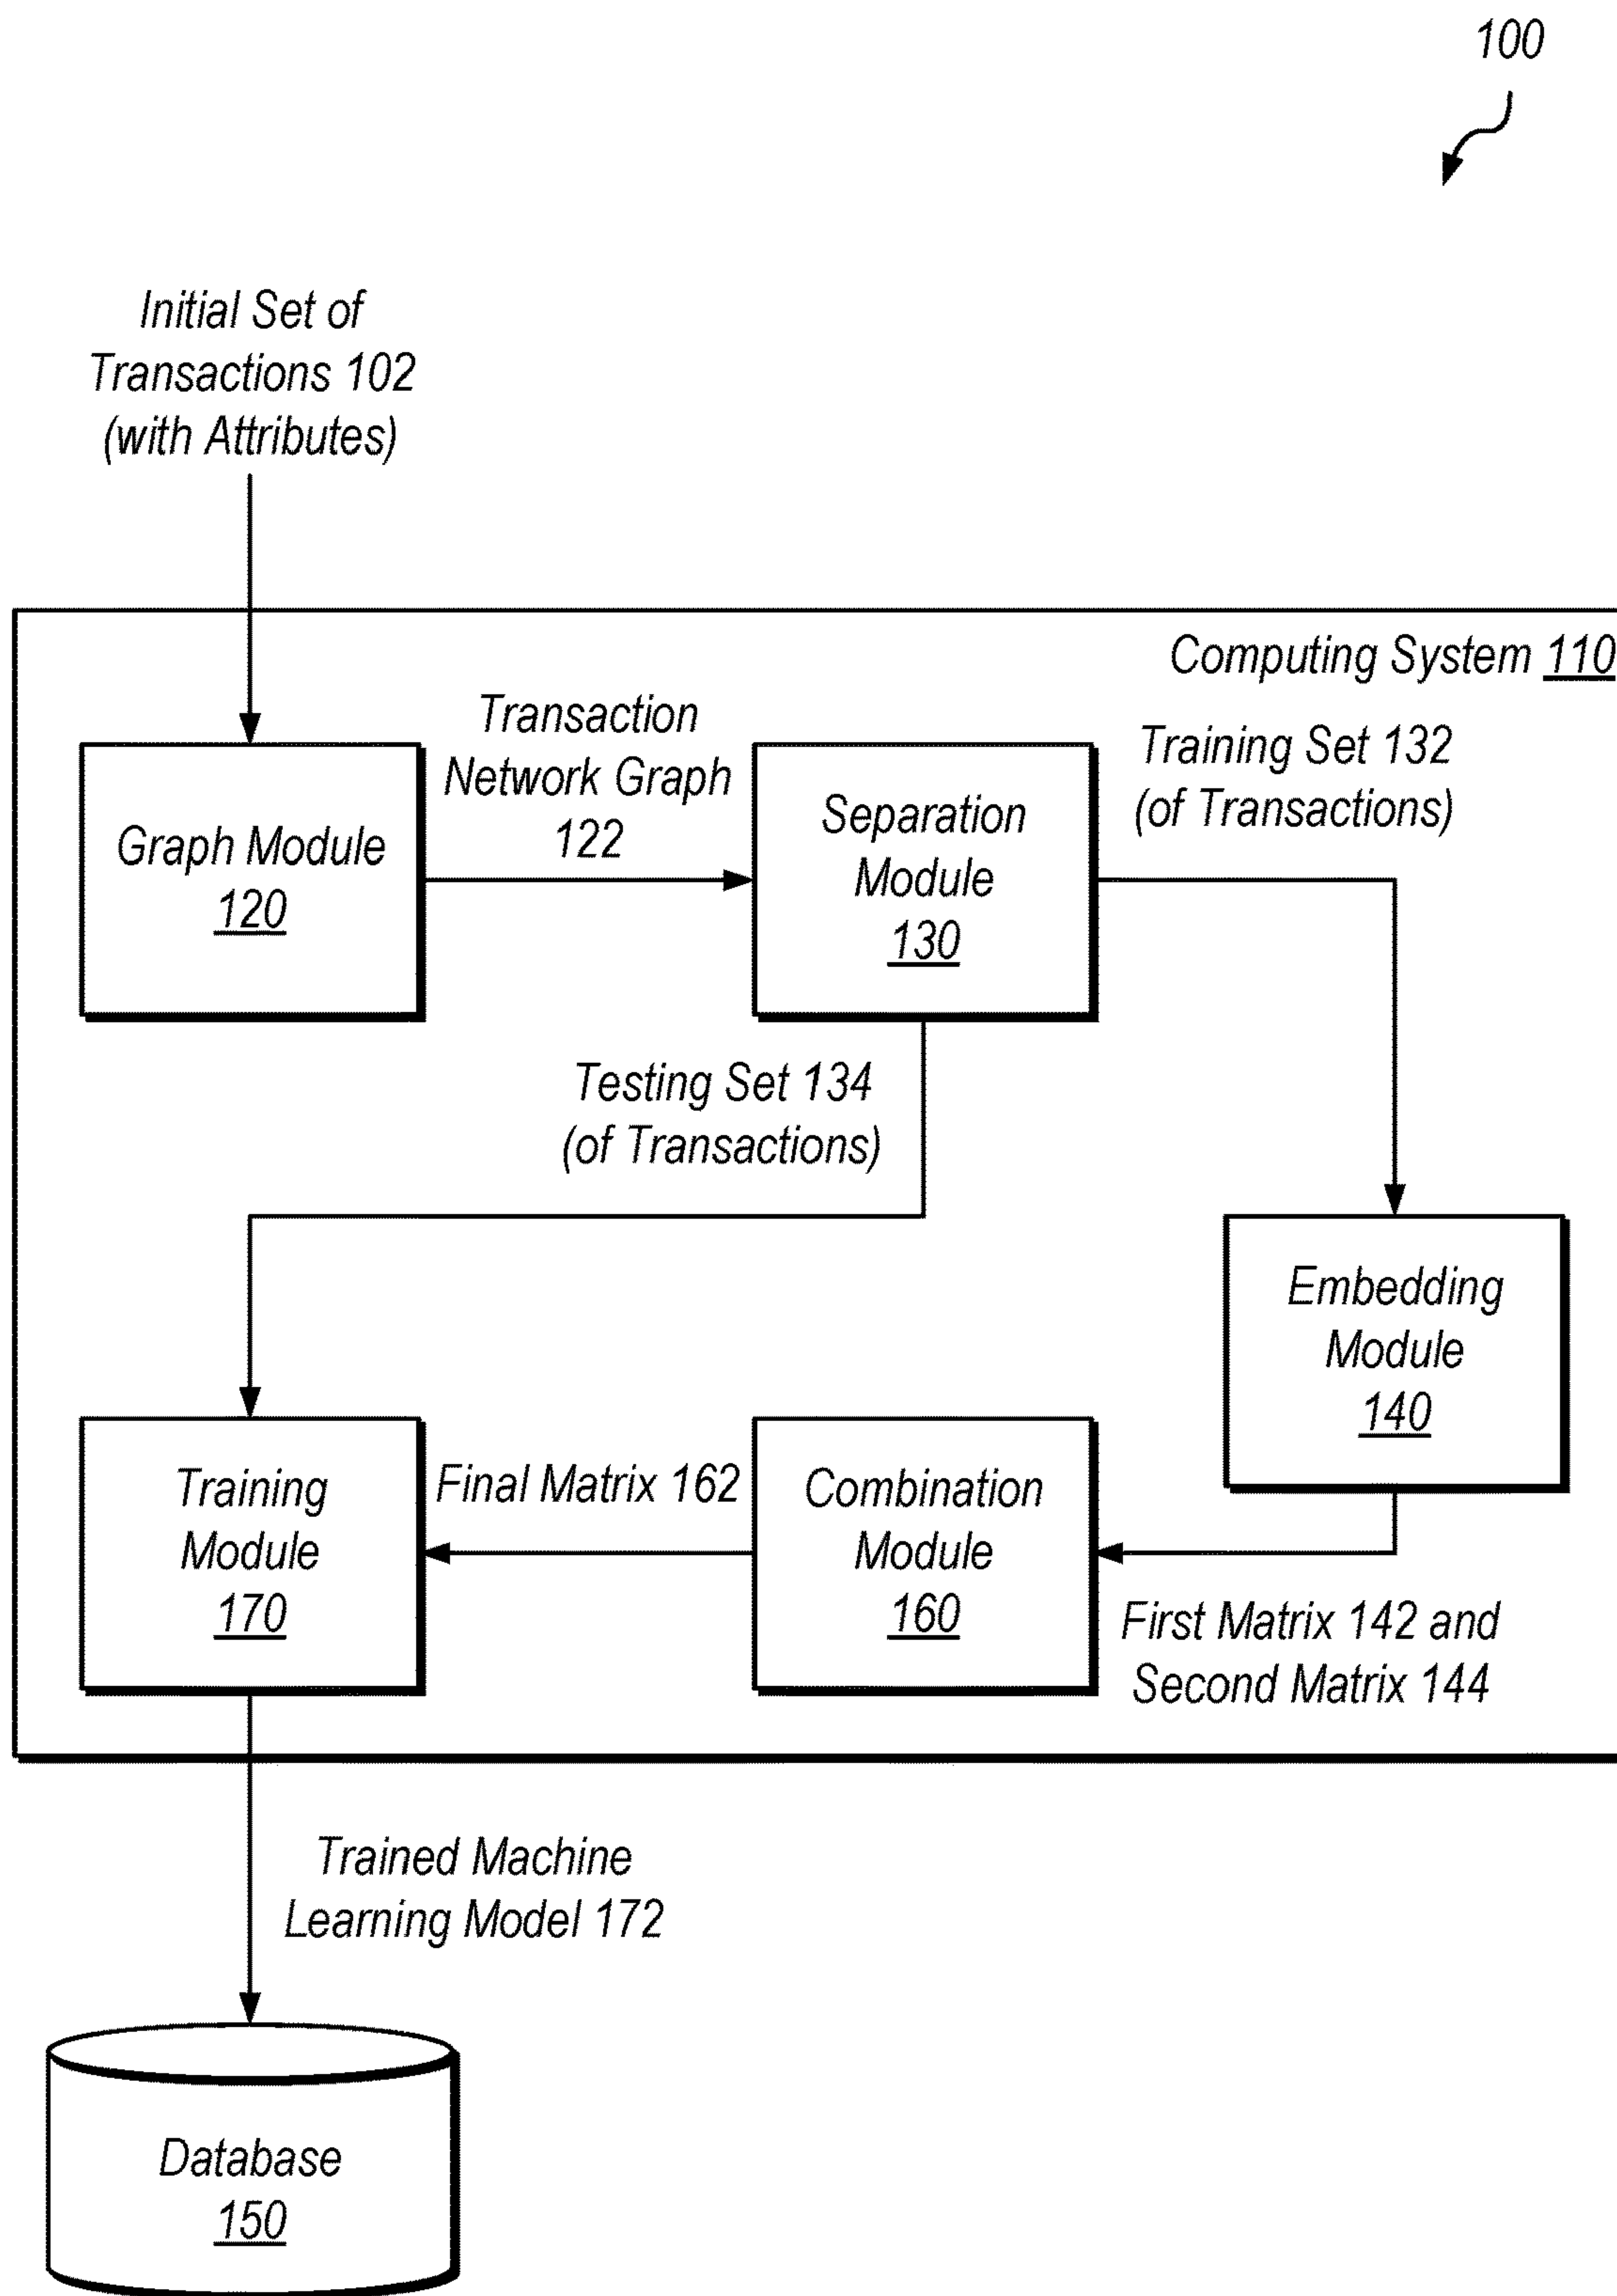 100
Initial Set of
Transactions 102
(with Attributes)
Computing System 110
Transaction
Network Graph
122
Training Set 132
(of Transactions)
Graph Module
120
Separation
Module
130
Testing Set 134
(of Transactions)
Embedding
Module
140
Training
Module
170
Final Matrix 162
Combination
Module
160
First Matrix 142 and
Second Matrix 144
Trained Machine
Learning Model 172
Database
150